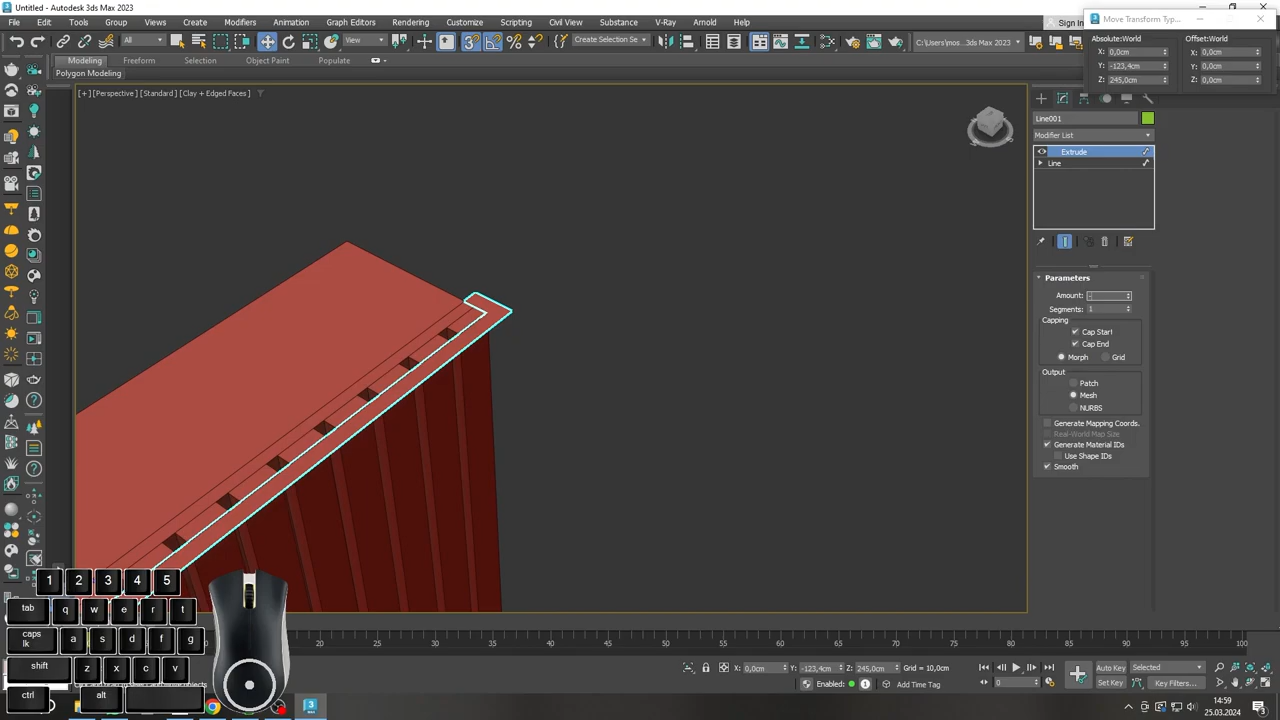 Untitled - Autodesk 3ds Max 2023
File Edit Tools Group Views Create Modifiers Animation Graph Editors Rendering Customize Scripting Civil View Substance V-Ray Arnold Help
Sign In
Move Transform Typ...
All
View
Create Selection Se
C:\Users\mos...ds Max 2023
Absolute:World
Offset:World
X: 0,0cm
X: 0,0cm
Y: -123,4cm
Y: 0,0cm
Z: 245,0cm
Z: 0,0cm
Modeling Freeform Selection Object Paint Populate
Polygon Modeling
[+] [Perspective] [Standard] [Clay + Edged Faces]
Line001
Modifier List
Extrude
Line
Parameters
Amount: -
Segments: 1
Capping
Cap Start
Cap End
Morph Grid
Output
Patch
Mesh
NURBS
Generate Mapping Coords.
Real-World Map Size
Generate Material IDs
Use Shape IDs
Smooth
1 2 3 4 5
tab q w e r t
caps lk a s d f g
shift z x c v
ctrl alt
20 25 30 35 40 45 50 55 60 65 70 75 80 85 90 95 100
X: 0,0cm Y: -123,4cm Z: 245,0cm Grid = 10,0cm
Enabled: Add Time Tag
0
Auto Key Selected
Set Key Key Filters...
14:59
25.03.2024